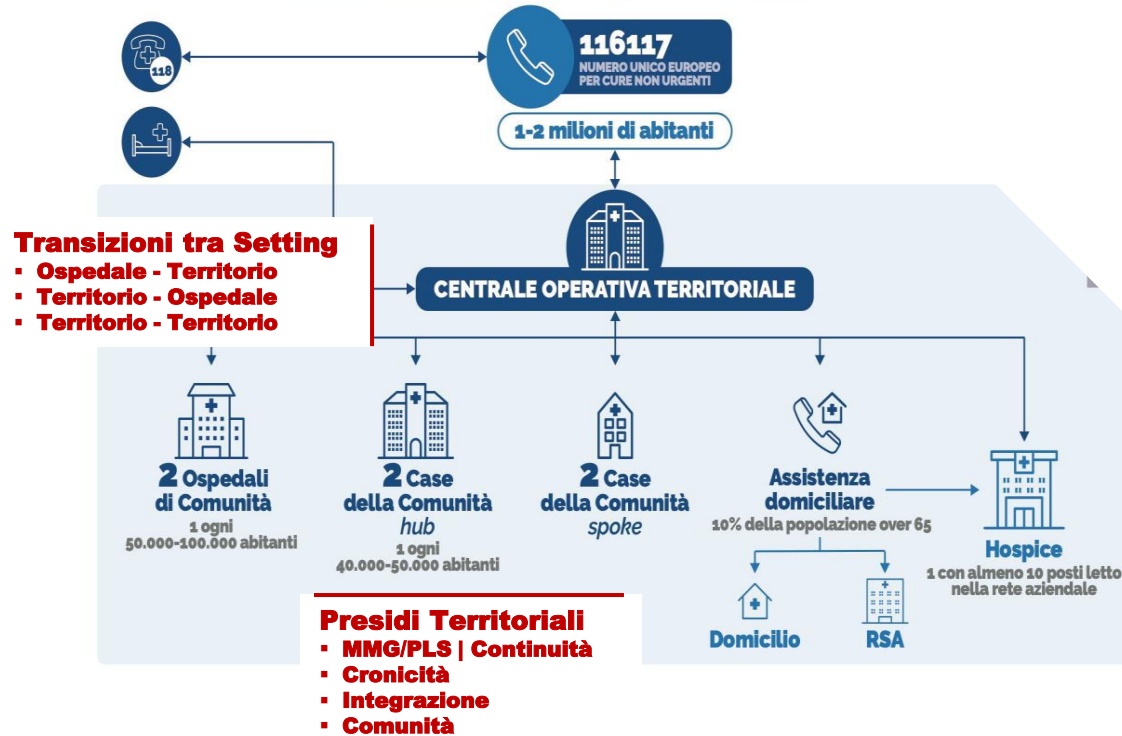 118
116117
NUMERO UNICO EUROPEO
PER CURE NON URGENTI
1-2 milioni di abitanti
Transizioni tra Setting
▪ Ospedale - Territorio
▪ Territorio - Ospedale
▪ Territorio - Territorio
CENTRALE OPERATIVA TERRITORIALE
2 Ospedali
di Comunità
1 ogni
50.000-100.000 abitanti
2 Case
della Comunità
hub
1 ogni
40.000-50.000 abitanti
2 Case
della Comunità
spoke
Assistenza
domiciliare
10% della popolazione over 65
Domicilio
RSA
Hospice
1 con almeno 10 posti letto
nella rete aziendale
Presidi Territoriali
▪ MMG/PLS | Continuità
▪ Cronicità
▪ Integrazione
▪ Comunità